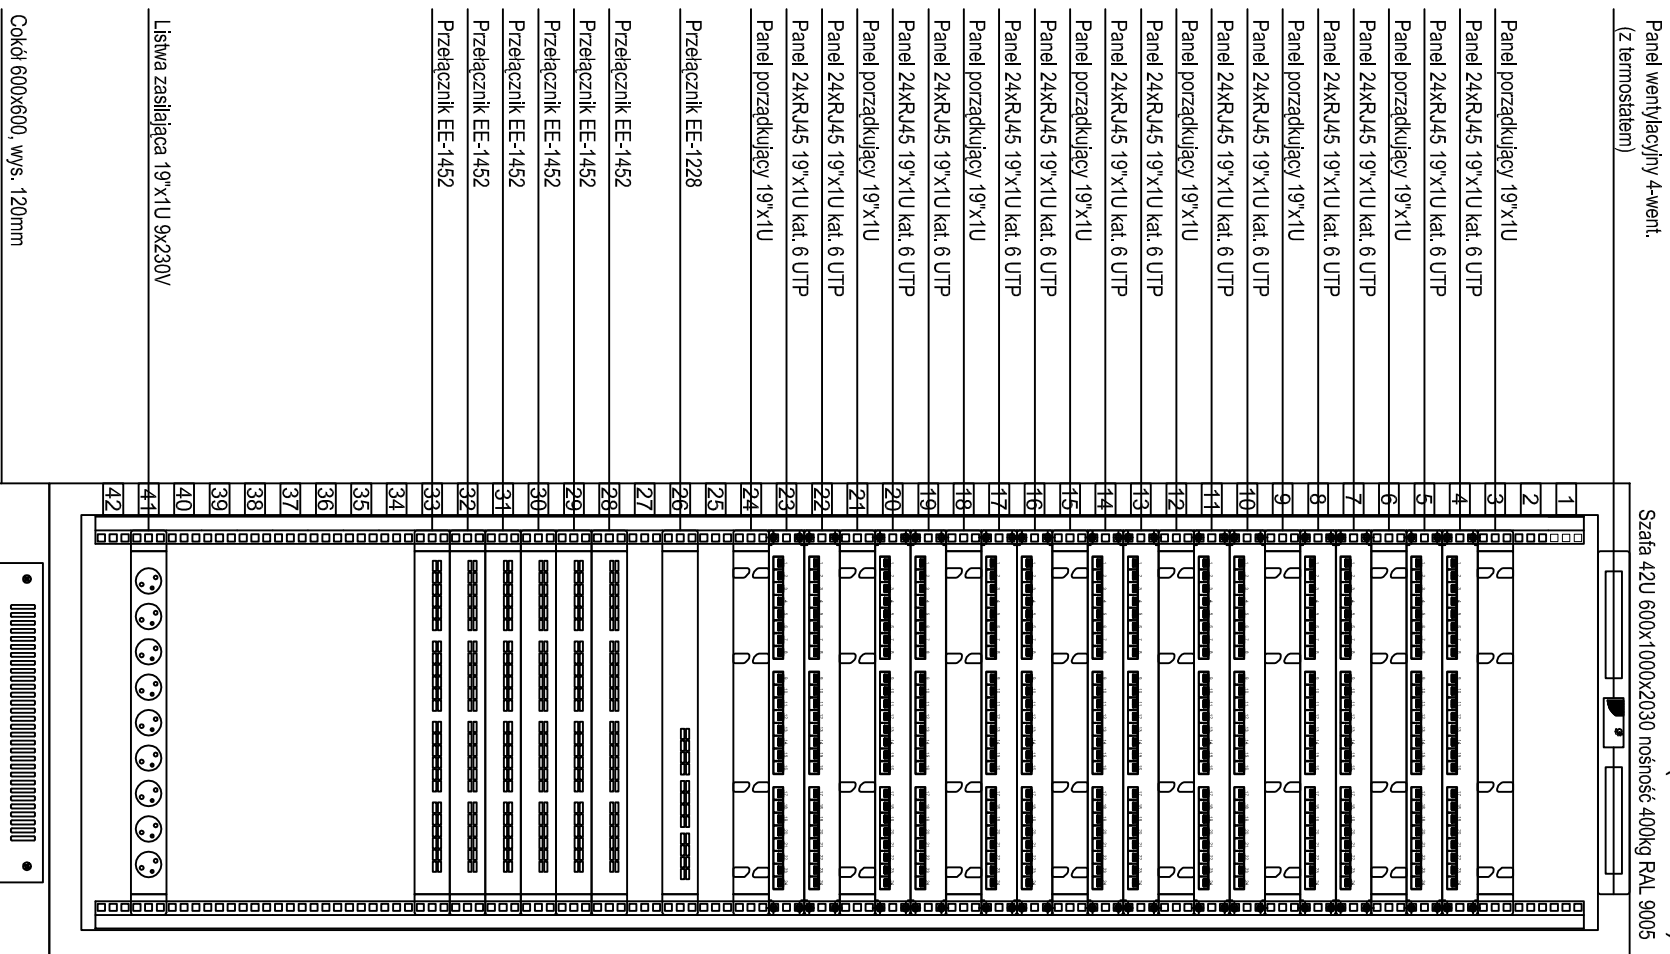 Szafa 42U 600x1000x2030 nośność 400kg RAL 9005
Panel wentylacyjny 4-went.
(z termostatem)
1
2
3
Panel porządkujący 19"x1U
4
Panel 24xRJ45 19"x1U kat. 6 UTP
5
Panel 24xRJ45 19"x1U kat. 6 UTP
6
Panel porządkujący 19"x1U
7
Panel 24xRJ45 19"x1U kat. 6 UTP
8
Panel 24xRJ45 19"x1U kat. 6 UTP
9
Panel porządkujący 19"x1U
10
Panel 24xRJ45 19"x1U kat. 6 UTP
11
Panel 24xRJ45 19"x1U kat. 6 UTP
12
Panel porządkujący 19"x1U
13
Panel 24xRJ45 19"x1U kat. 6 UTP
14
Panel 24xRJ45 19"x1U kat. 6 UTP
15
Panel porządkujący 19"x1U
16
Panel 24xRJ45 19"x1U kat. 6 UTP
17
Panel 24xRJ45 19"x1U kat. 6 UTP
18
Panel porządkujący 19"x1U
19
Panel 24xRJ45 19"x1U kat. 6 UTP
20
Panel 24xRJ45 19"x1U kat. 6 UTP
21
Panel porządkujący 19"x1U
22
Panel 24xRJ45 19"x1U kat. 6 UTP
23
Panel 24xRJ45 19"x1U kat. 6 UTP
24
Panel porządkujący 19"x1U
25
26
Przełącznik EE-1228
27
28
Przełącznik EE-1452
29
Przełącznik EE-1452
30
Przełącznik EE-1452
31
Przełącznik EE-1452
32
Przełącznik EE-1452
33
Przełącznik EE-1452
34
35
36
37
38
39
40
41
Listwa zasilająca 19"x1U 9x230V
42
Cokół 600x600, wys. 120mm